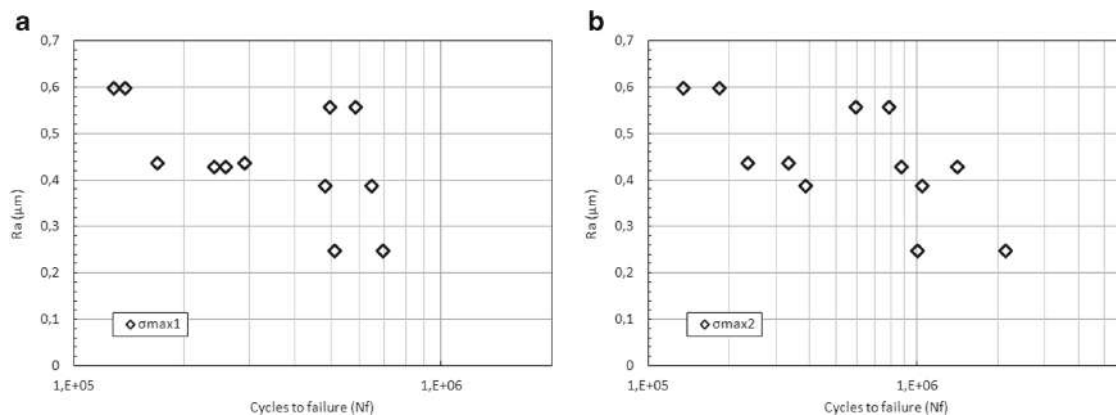 a
0,7
0,6
0,5
0,4
0,3
0,2
0,1
0
Ra (μm)
σmax1
1,E+05
1,E+06
Cycles to failure (Nf)
b
0,7
0,6
0,5
0,4
0,3
0,2
0,1
0
Ra (μm)
σmax2
1,E+05
1,E+06
Cycles to failure (Nf)